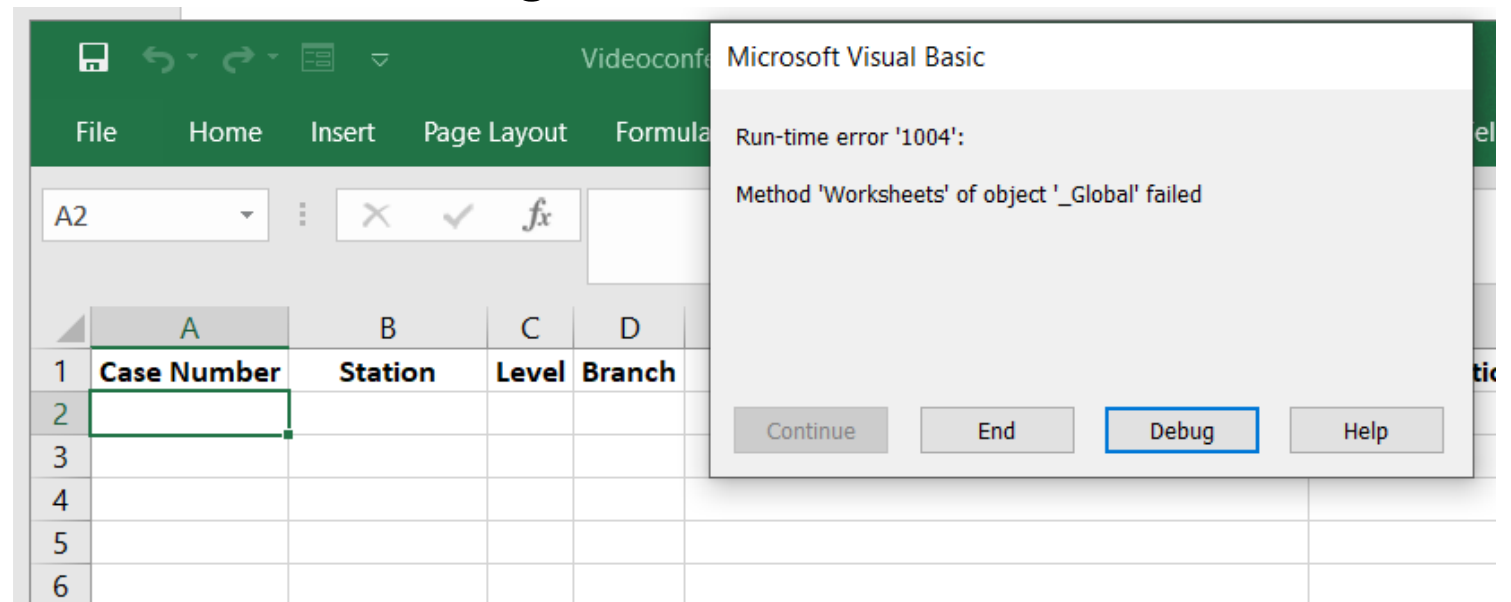 Videoconfe
Microsoft Visual Basic
File Home Insert Page Layout Formula
Run-time error '1004':
Method 'Worksheets' of object '_Global' failed
A2 fx
A B C D
1 Case Number Station Level Branch
2
3
4
5
6
Continue End Debug Help